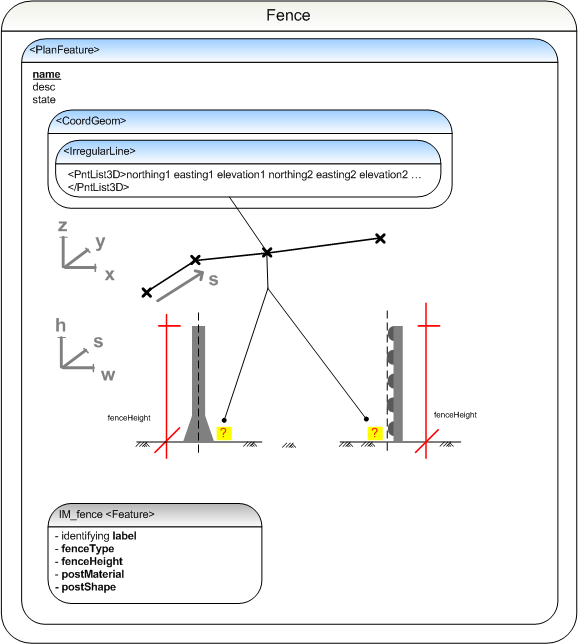 Fence
<PlanFeature>
name
desc
state
<CoordGeom>
<IrregularLine>
<PntList3D>northing1 easting1 elevation1 northing2 easting2 elevation2 ...
</PntList3D>
z
y
x
s
h
s
w
fenceHeight
?
?
fenceHeight
IM_fence <Feature>
- identifying label
- fenceType
- fenceHeight
- postMaterial
- postShape